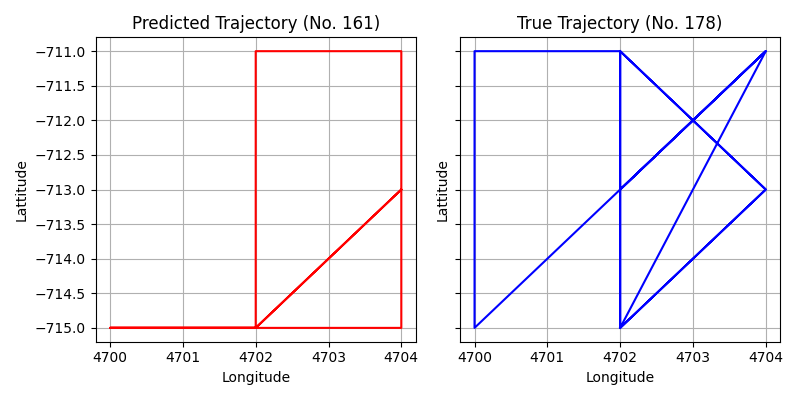 Predicted Trajectory (No. 161)
True Trajectory (No. 178)
−711.0
−711.5
−712.0
−712.5
−713.0
−713.5
−714.0
−714.5
−715.0
Lattitude
Lattitude
4700 4701 4702 4703 4704
4700 4701 4702 4703 4704
Longitude
Longitude